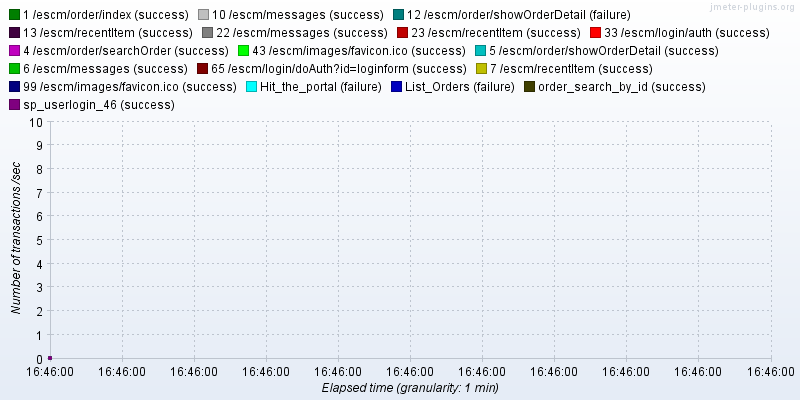 jmeter-plugins.org
1 /escm/order/index (success) 10 /escm/messages (success) 12 /escm/order/showOrderDetail (failure)
13 /escm/recentItem (success) 22 /escm/messages (success) 23 /escm/recentItem (success) 33 /escm/login/auth (success)
4 /escm/order/searchOrder (success) 43 /escm/images/favicon.ico (success) 5 /escm/order/showOrderDetail (success)
6 /escm/messages (success) 65 /escm/login/doAuth?id=loginform (success) 7 /escm/recentItem (success)
99 /escm/images/favicon.ico (success) Hit_the_portal (failure) List_Orders (failure) order_search_by_id (success)
sp_userlogin_46 (success)
Number of transactions /sec
10
9
8
7
6
5
4
3
2
1
0
16:46:00 16:46:00 16:46:00 16:46:00 16:46:00 16:46:00 16:46:00 16:46:00 16:46:00 16:46:00 16:46:00
Elapsed time (granularity: 1 min)